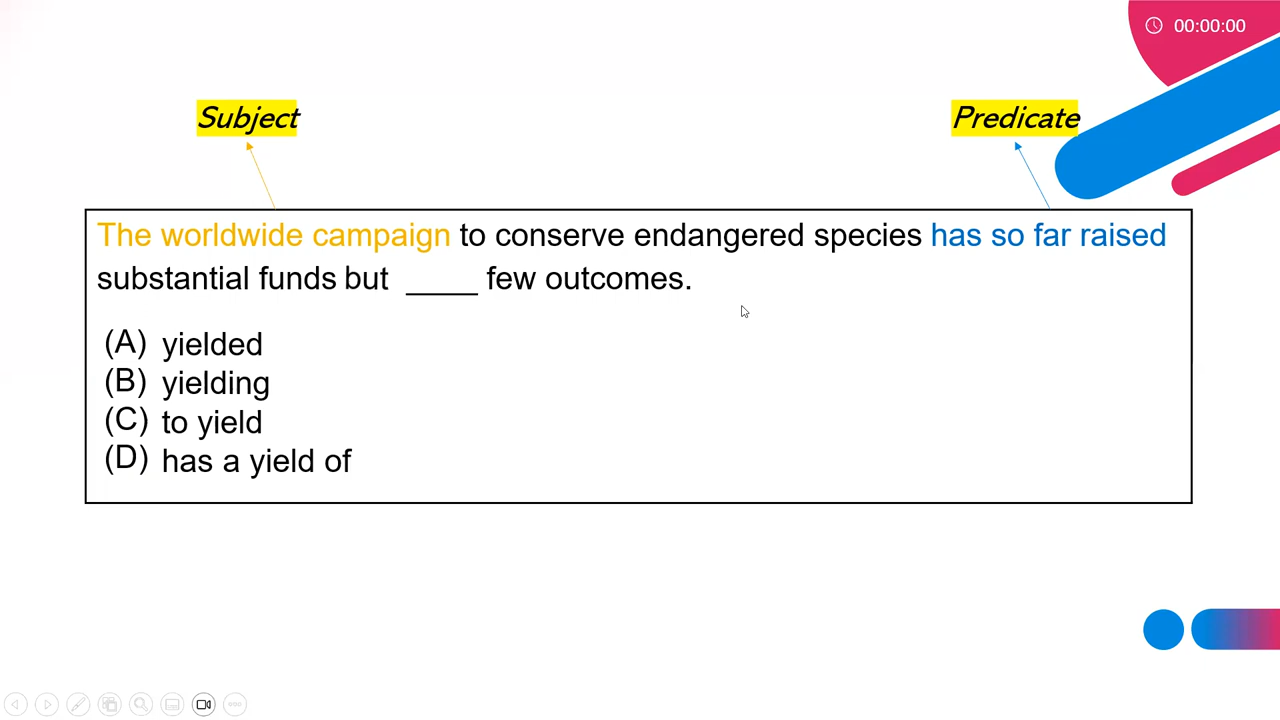 00:00:00
Subject
Predicate
The worldwide campaign to conserve endangered species has so far raised
substantial funds but ____ few outcomes.
(A) yielded
(B) yielding
(C) to yield
(D) has a yield of